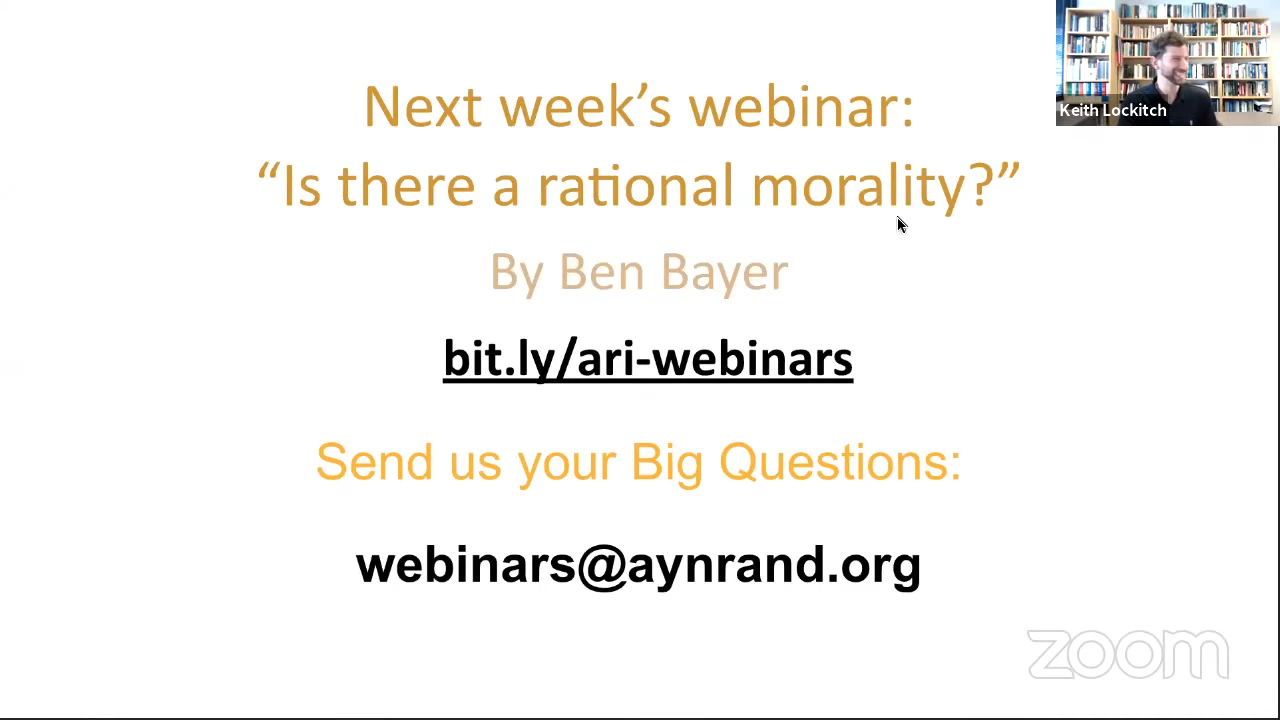 Keith Lockitch
Next week’s webinar:
“Is there a rational morality?”
By Ben Bayer
bit.ly/ari-webinars
Send us your Big Questions:
webinars@aynrand.org
zoom